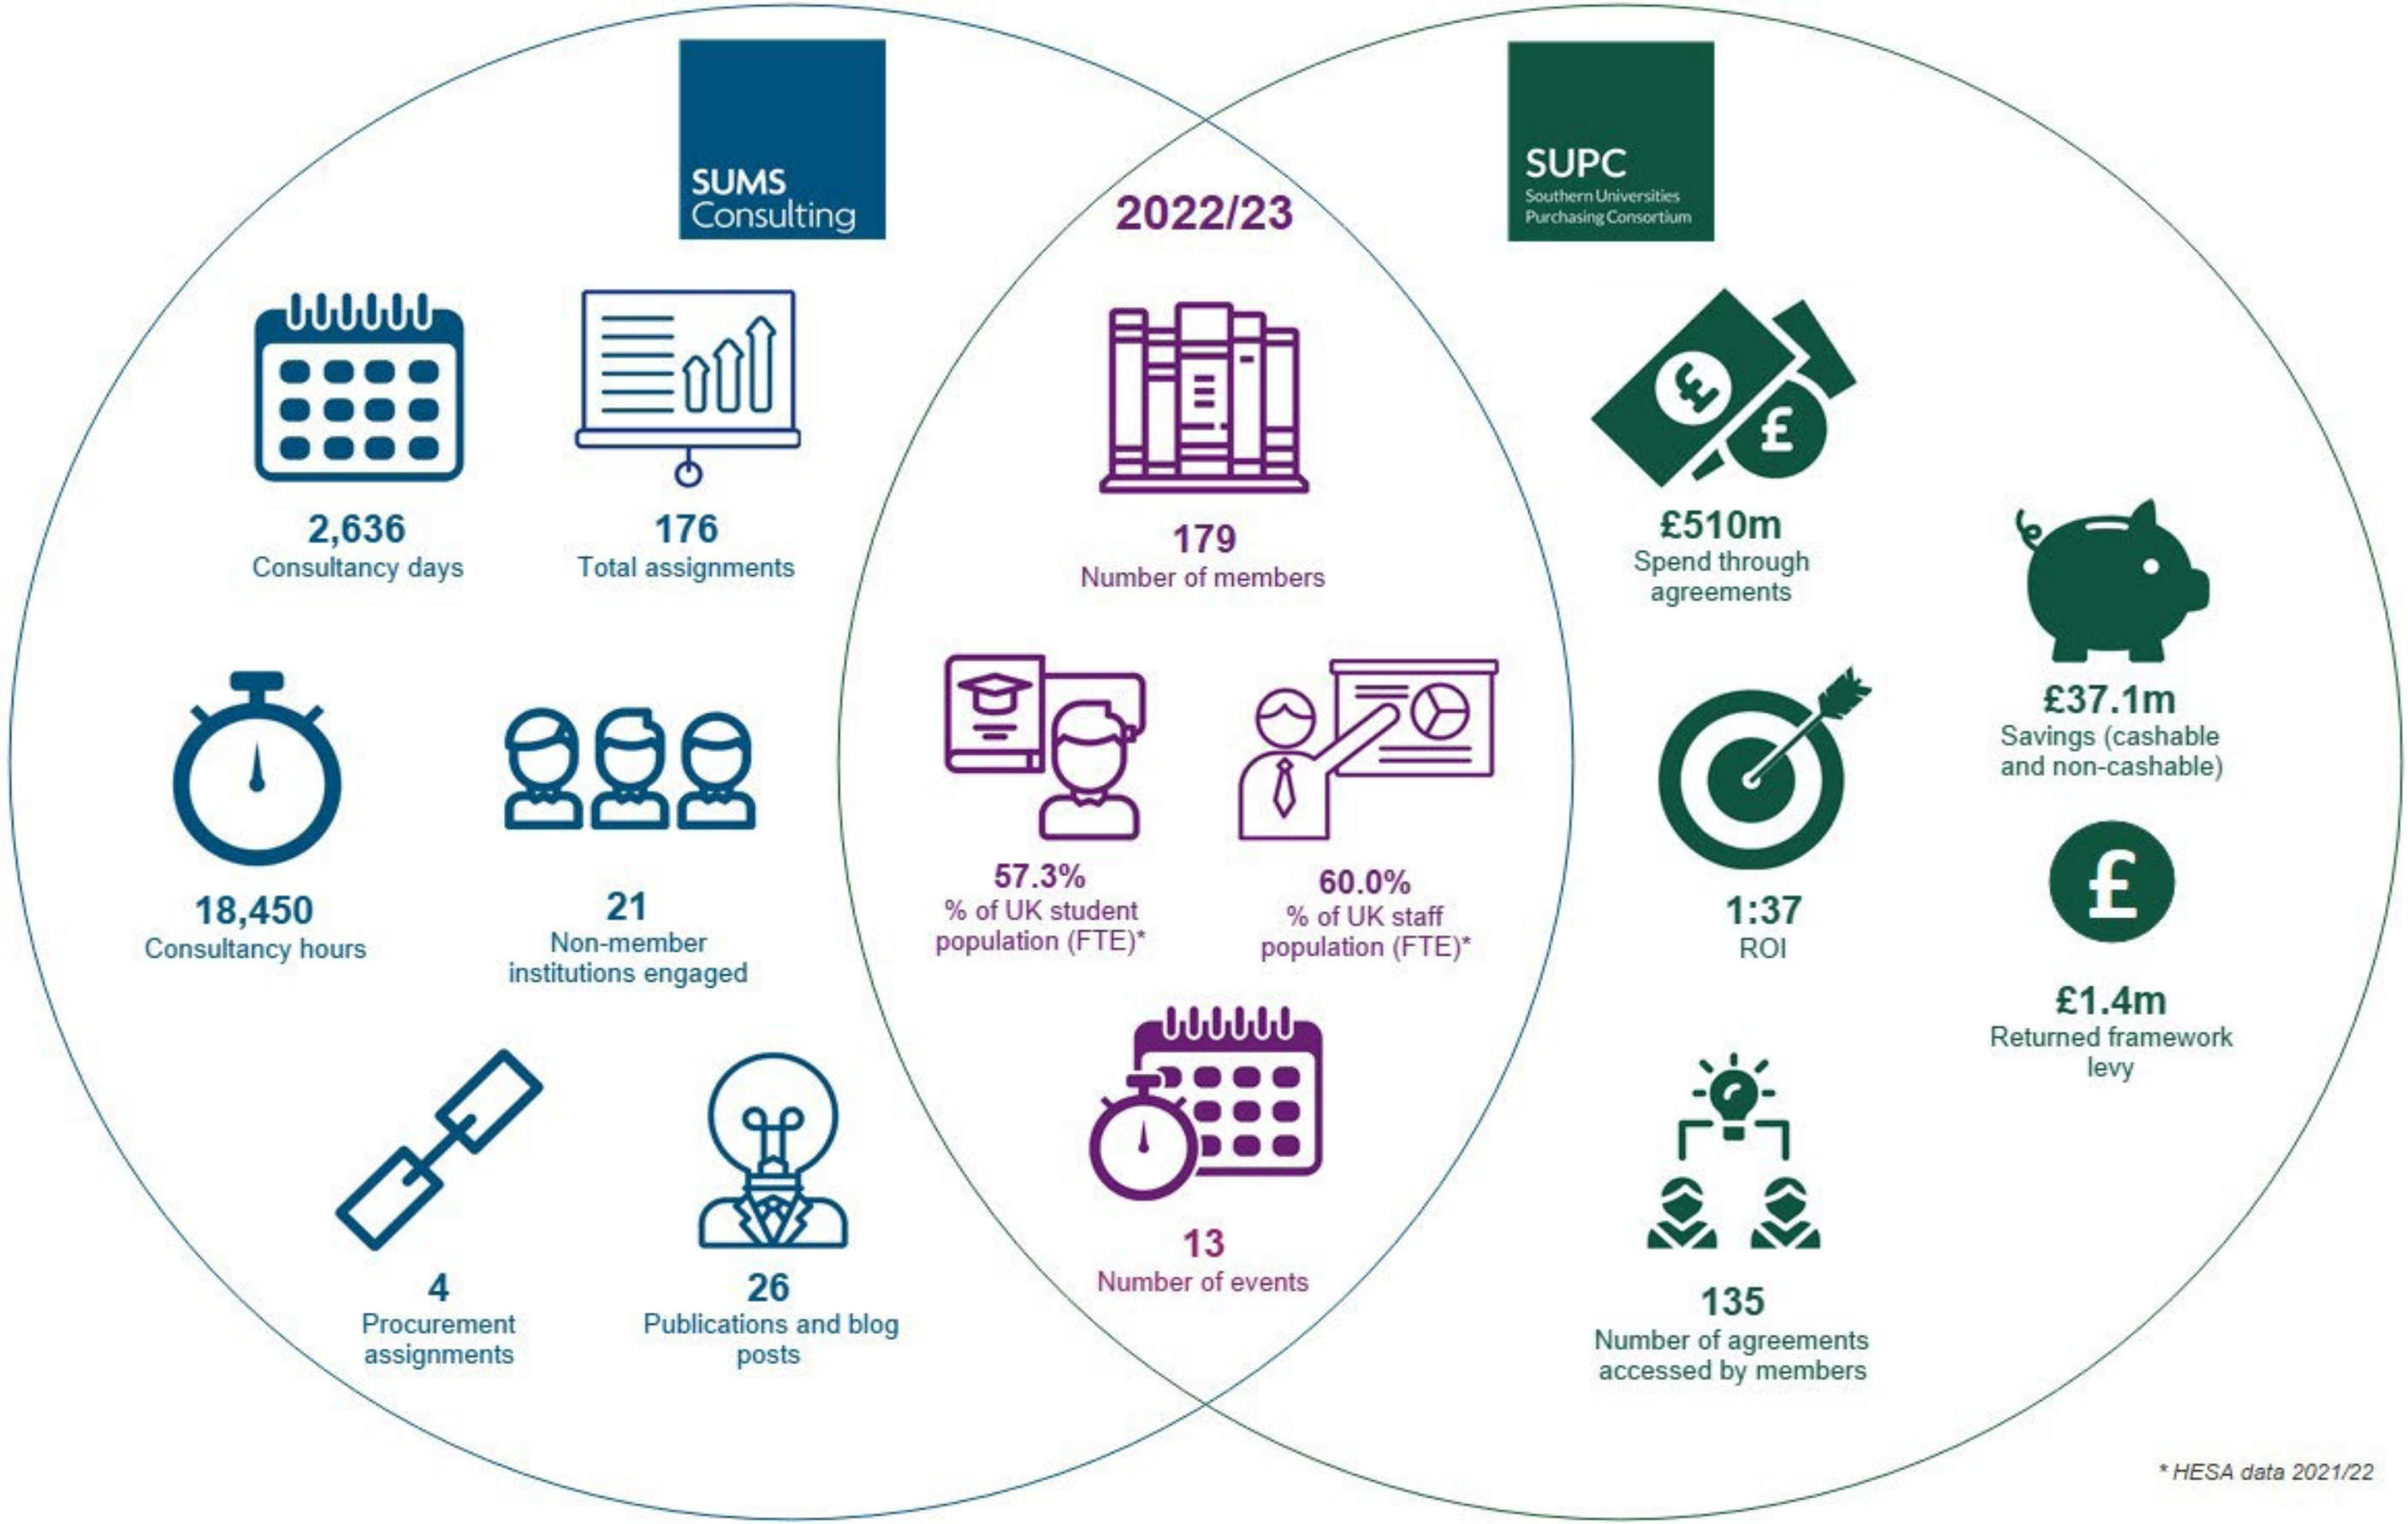 SUMS
Consulting
2022/23
SUPC
Southern Universities
Purchasing Consortium
2,636
Consultancy days
176
Total assignments
18,450
Consultancy hours
21
Non-member
institutions engaged
4
Procurement
assignments
26
Publications and blog
posts
179
Number of members
57.3%
% of UK student
population (FTE)*
60.0%
% of UK staff
population (FTE)*
13
Number of events
£
£
£510m
Spend through
agreements
£37.1m
Savings (cashable
and non-cashable)
1:37
ROI
£
£1.4m
Returned framework
levy
135
Number of agreements
accessed by members
* HESA data 2021/22